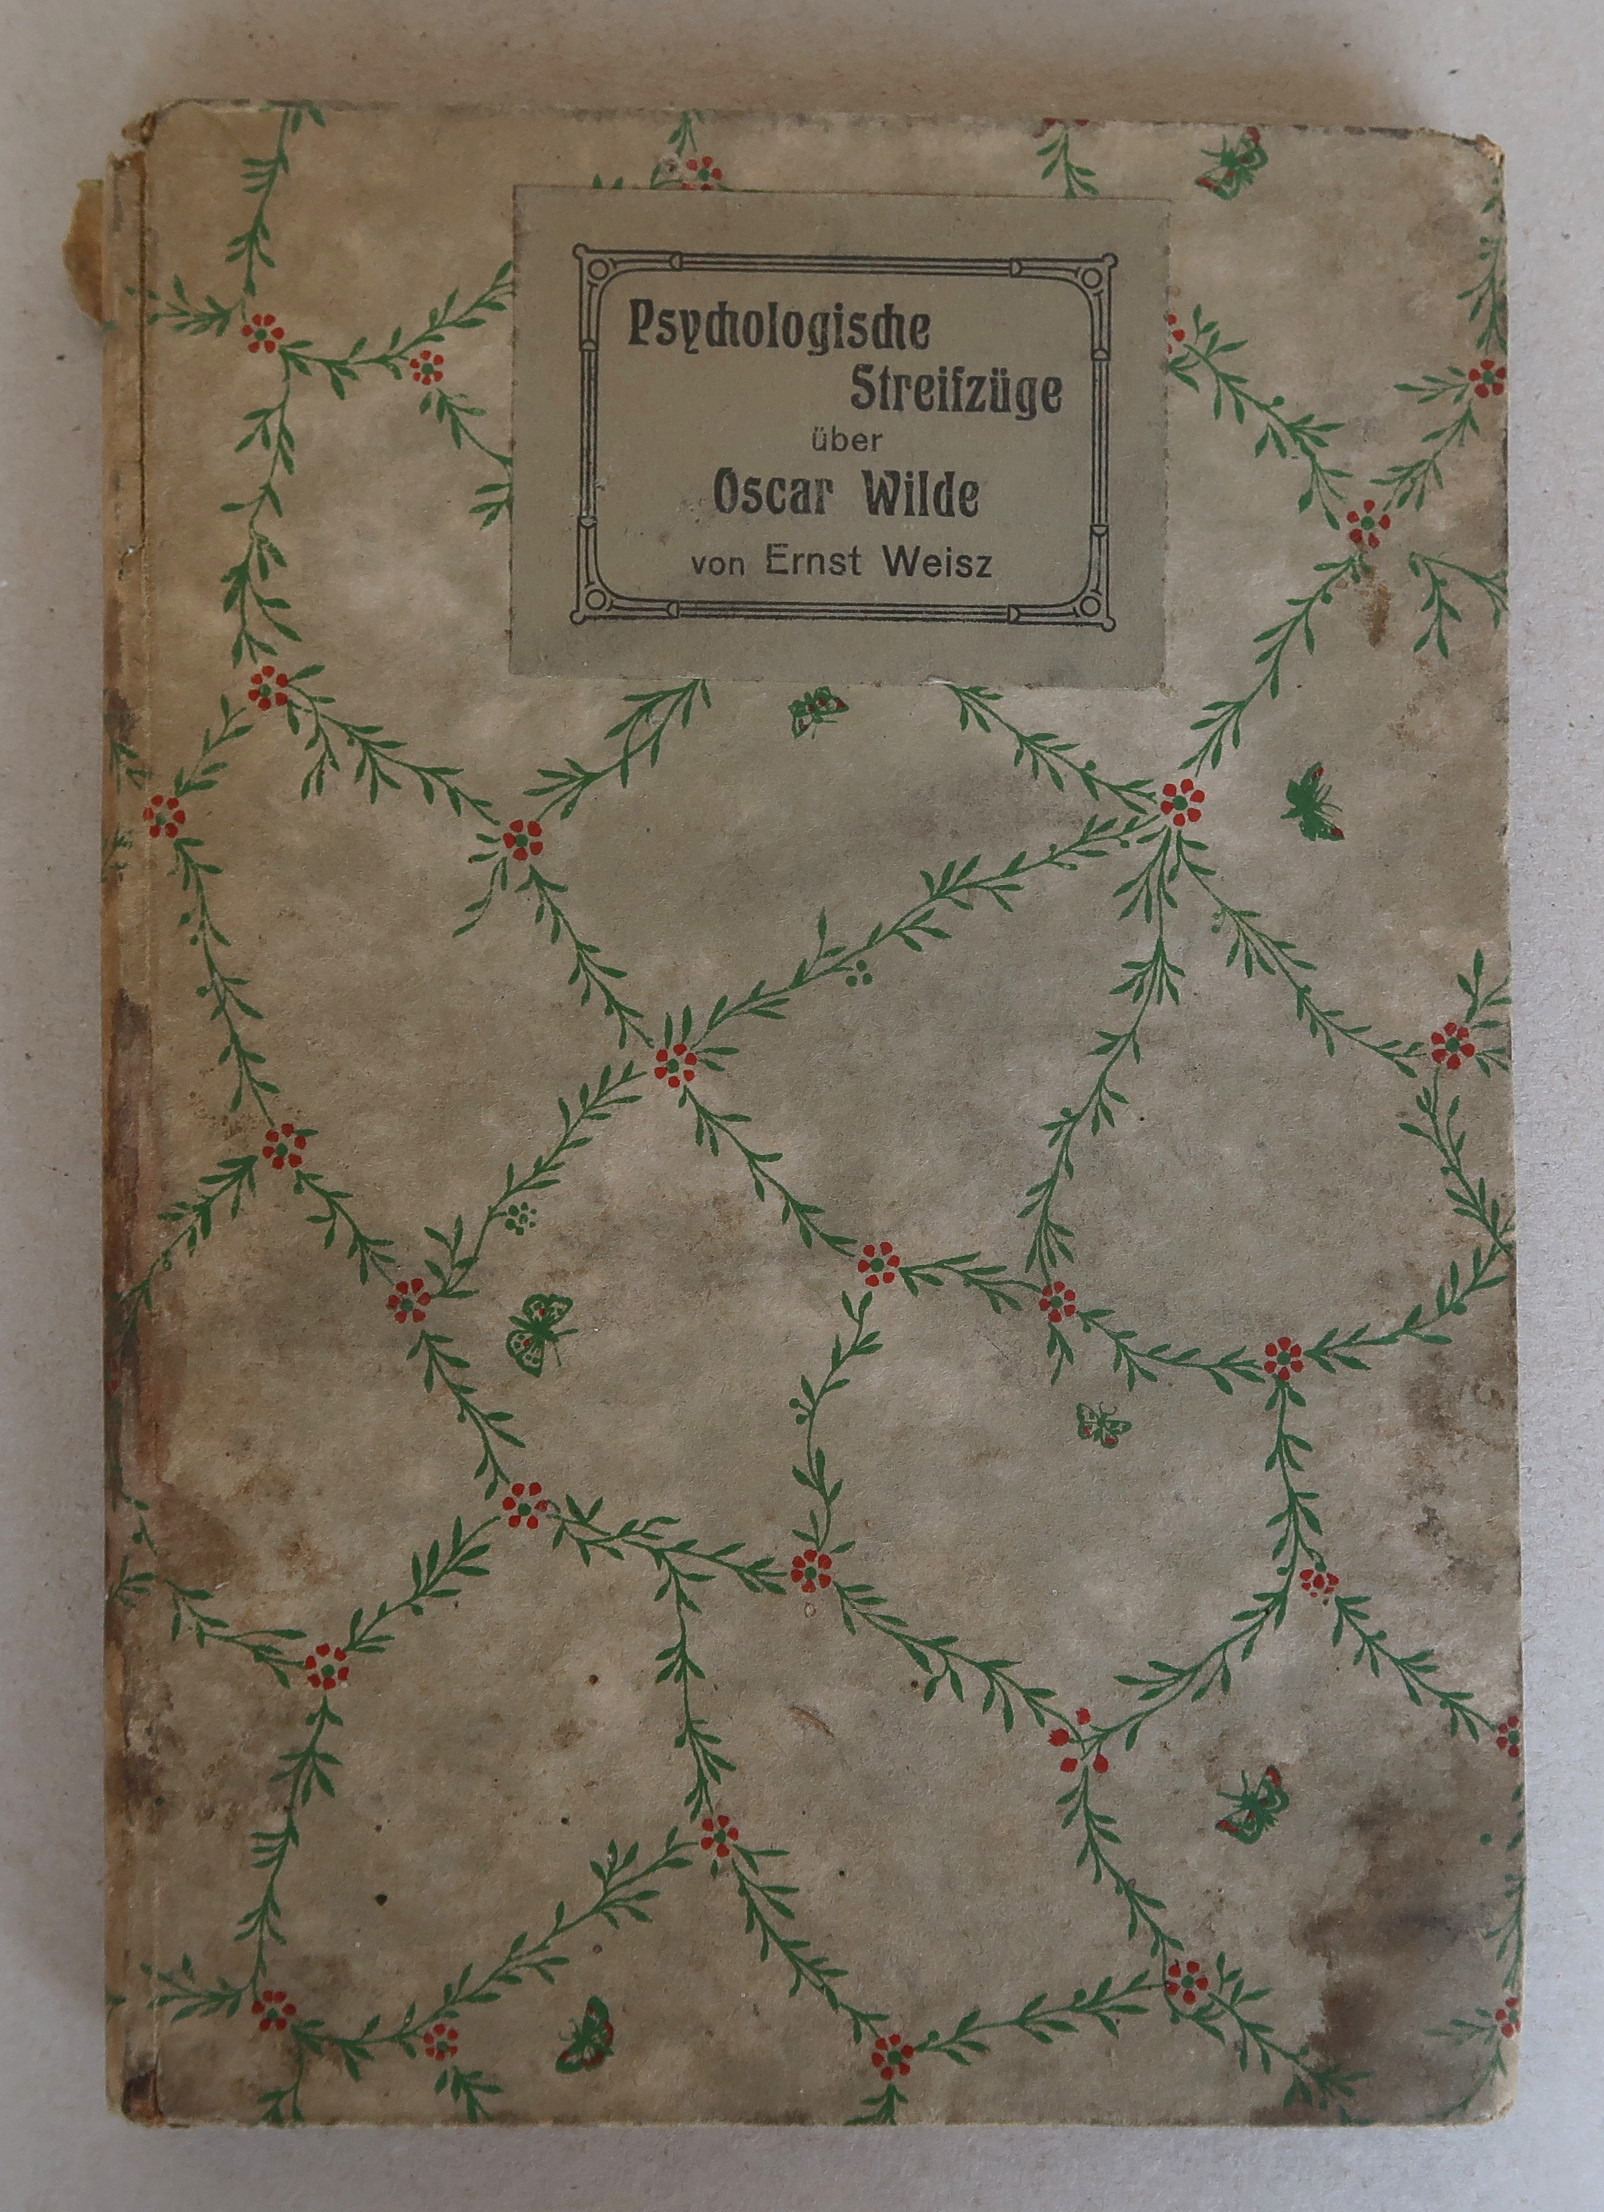 Psychologische
Streifzüge
über
Oscar Wilde
von Ernst Weisz